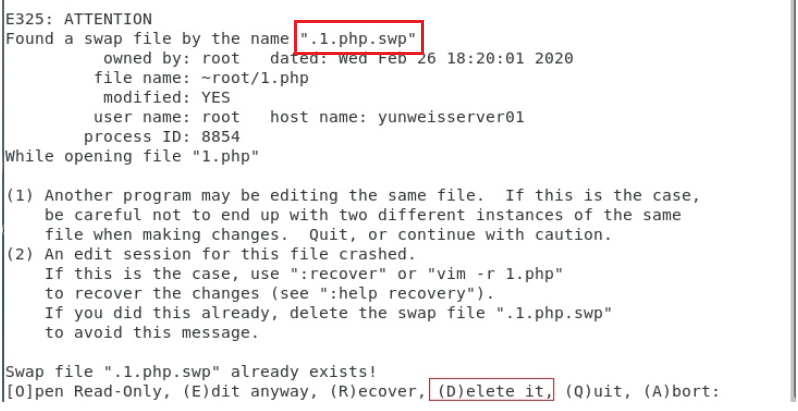 E325: ATTENTION
Found a swap file by the name ".1.php.swp"
owned by: root   dated: Wed Feb 26 18:20:01 2020
file name: ~root/1.php
modified: YES
user name: root   host name: yunweisserver01
process ID: 8854
While opening file "1.php"
(1) Another program may be editing the same file.  If this is the case,
be careful not to end up with two different instances of the same
file when making changes.  Quit, or continue with caution.
(2) An edit session for this file crashed.
If this is the case, use ":recover" or "vim -r 1.php"
to recover the changes (see ":help recovery").
If you did this already, delete the swap file ".1.php.swp"
to avoid this message.
Swap file ".1.php.swp" already exists!
[O]pen Read-Only, (E)dit anyway, (R)ecover, (D)elete it, (Q)uit, (A)bort: